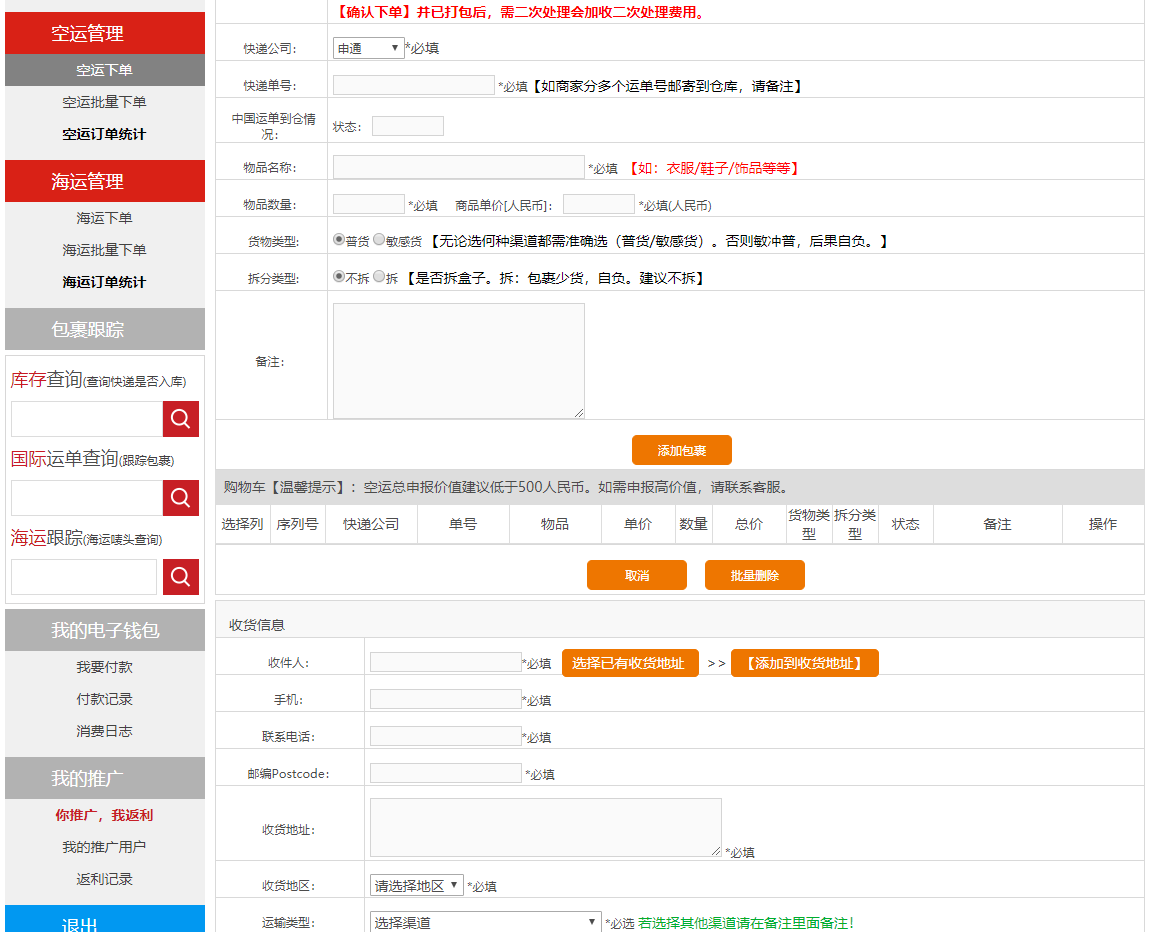 空运管理
空运下单
空运批量下单
空运订单统计
海运管理
海运下单
海运批量下单
海运订单统计
包裹跟踪
库存查询(查询快递是否入库)
国际运单查询(跟踪包裹)
海运跟踪(海运唛头查询)
我的电子钱包
我要付款
付款记录
消费日志
我的推广
你推广，我返利
我的推广用户
返利记录
退出
【确认下单】并已打包后，需二次处理会加收二次处理费用。
快递公司： 申通 *必填
快递单号： *必填【如商家分多个运单号邮寄到仓库，请备注】
中国运单到仓情
况： 状态：
物品名称： *必填 【如：衣服/鞋子/饰品等等】
物品数量： *必填 商品单价[人民币]： *必填(人民币)
货物类型： 普货 敏感货 【无论选何种渠道都需准确选（普货/敏感货）。否则敏冲普，后果自负。】
拆分类型： 不拆 拆 【是否拆盒子。拆：包裹少货，自负。建议不拆】
备注：
添加包裹
购物车【温馨提示】：空运总申报价值建议低于500人民币。如需申报高价值，请联系客服。
选择列 序列号 快递公司 单号 物品 单价 数量 总价 货物类型 拆分类型 状态 备注 操作
取消 批量删除
收货信息
收件人： *必填 选择已有收货地址 >> 【添加到收货地址】
手机： *必填
联系电话： *必填
邮编Postcode： *必填
收货地址： *必填
收货地区： 请选择地区 *必填
运输类型： 选择渠道 *必选 若选择其他渠道请在备注里面备注！